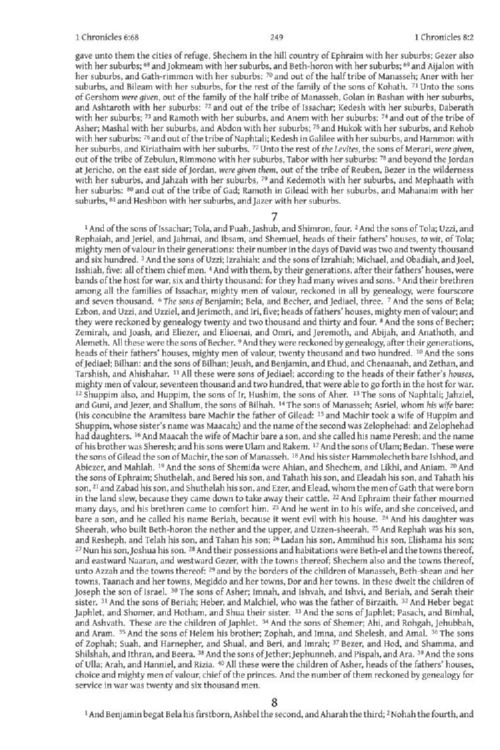 1 Chronicles 6:68 249 1 Chronicles 8:2
gave unto them the cities of refuge, Shechem in the hill country of Ephraim with her suburbs; Gezer also
with her suburbs; 68 and Jokmeam with her suburbs, and Beth-horon with her suburbs; 69 and Aijalon with
her suburbs, and Gath-rimmon with her suburbs: 70 and out of the half tribe of Manasseh; Aner with her
suburbs, and Bileam with her suburbs, for the rest of the family of the sons of Kohath. 71 Unto the sons
of Gershom were given, out of the family of the half tribe of Manasseh, Golan in Bashan with her suburbs,
and Ashtaroth with her suburbs: 72 and out of the tribe of Issachar; Kedesh with her suburbs, Daberath
with her suburbs; 73 and Ramoth with her suburbs, and Anem with her suburbs: 74 and out of the tribe of
Asher; Mashal with her suburbs, and Abdon with her suburbs; 75 and Hukok with her suburbs, and Rehob
with her suburbs: 76 and out of the tribe of Naphtali; Kedesh in Galilee with her suburbs, and Hammon with
her suburbs, and Kiriathaim with her suburbs. 77 Unto the rest of the Levites, the sons of Merari, were given,
out of the tribe of Zebulun, Rimmono with her suburbs, Tabor with her suburbs: 78 and beyond the Jordan
at Jericho, on the east side of Jordan, were given them, out of the tribe of Reuben, Bezer in the wilderness
with her suburbs, and Jahzah with her suburbs, 79 and Kedemoth with her suburbs, and Mephaath with
her suburbs: 80 and out of the tribe of Gad; Ramoth in Gilead with her suburbs, and Mahanaim with her
suburbs, 81 and Heshbon with her suburbs, and Jazer with her suburbs.
7
1 And of the sons of Issachar; Tola, and Puah, Jashub, and Shimron, four. 2 And the sons of Tola; Uzzi, and
Rephaiah, and Jeriel, and Jahmai, and Ibsam, and Shemuel, heads of their fathers' houses, to wit, of Tola;
mighty men of valour in their generations: their number in the days of David was two and twenty thousand
and six hundred. 3 And the sons of Uzzi; Izrahiah: and the sons of Izrahiah; Michael, and Obadiah, and Joel,
Isshiah, five: all of them chief men. 4 And with them, by their generations, after their fathers' houses, were
bands of the host for war, six and thirty thousand: for they had many wives and sons. 5 And their brethren
among all the families of Issachar, mighty men of valour, reckoned in all by genealogy, were fourscore
and seven thousand. 6 The sons of Benjamin; Bela, and Becher, and Jediael, three. 7 And the sons of Bela;
Ezbon, and Uzzi, and Uzziel, and Jerimoth, and Iri, five; heads of fathers' houses, mighty men of valour; and
they were reckoned by genealogy twenty and two thousand and thirty and four. 8 And the sons of Becher;
Zemirah, and Joash, and Eliezer, and Elioenai, and Omri, and Jeremoth, and Abijah, and Anathoth, and
Alemeth. All these were the sons of Becher. 9 And they were reckoned by genealogy, after their generations,
heads of their fathers' houses, mighty men of valour, twenty thousand and two hundred. 10 And the sons
of Jediael; Bilhan: and the sons of Bilhan; Jeush, and Benjamin, and Ehud, and Chenaanah, and Zethan, and
Tarshish, and Ahishahar. 11 All these were sons of Jediael; according to the heads of their father's houses,
mighty men of valour, seventeen thousand and two hundred, that were able to go forth in the host for war.
12 Shuppim also, and Huppim, the sons of Ir, Hushim, the sons of Aher. 13 The sons of Naphtali; Jahziel,
and Guni, and Jezer, and Shallum, the sons of Bilhah. 14 The sons of Manasseh; Asriel, whom his wife bare:
(his concubine the Aramitess bare Machir the father of Gilead: 15 and Machir took a wife of Huppim and
Shuppim, whose sister's name was Maacah;) and the name of the second was Zelophehad: and Zelophehad
had daughters. 16 And Maacah the wife of Machir bare a son, and she called his name Peresh; and the name
of his brother was Sheresh; and his sons were Ulam and Rakem. 17 And the sons of Ulam; Bedan. These were
the sons of Gilead the son of Machir, the son of Manasseh. 18 And his sister Hammolecheth bare Ishhod, and
Abiezer, and Mahlah. 19 And the sons of Shemida were Ahian, and Shechem, and Likhi, and Aniam. 20 And
the sons of Ephraim; Shuthelah, and Bered his son, and Tahath his son, and Eleadah his son, and Tahath his
son, 21 and Zabad his son, and Shuthelah his son, and Ezer, and Elead, whom the men of Gath that were born
in the land slew, because they came down to take away their cattle. 22 And Ephraim their father mourned
many days, and his brethren came to comfort him. 23 And he went in to his wife, and she conceived, and
bare a son, and he called his name Beriah, because it went evil with his house. 24 And his daughter was
Sheerah, who built Beth-horon the nether and the upper, and Uzzen-sheerah. 25 And Rephah was his son,
and Resheph, and Telah his son, and Tahan his son; 26 Ladan his son, Ammihud his son, Elishama his son;
27 Nun his son, Joshua his son. 28 And their possessions and habitations were Beth-el and the towns thereof,
and eastward Naaran, and westward Gezer, with the towns thereof; Shechem also and the towns thereof,
unto Azzah and the towns thereof: 29 and by the borders of the children of Manasseh, Beth-shean and her
towns, Taanach and her towns, Megiddo and her towns, Dor and her towns. In these dwelt the children of
Joseph the son of Israel. 30 The sons of Asher; Imnah, and Ishvah, and Ishvi, and Beriah, and Serah their
sister. 31 And the sons of Beriah; Heber, and Malchiel, who was the father of Birzaith. 32 And Heber begat
Japhlet, and Shomer, and Hotham, and Shua their sister. 33 And the sons of Japhlet; Pasach, and Bimhal,
and Ashvath. These are the children of Japhlet. 34 And the sons of Shemer; Ahi, and Rohgah, Jehubbah,
and Aram. 35 And the sons of Helem his brother; Zophah, and Imna, and Shelesh, and Amal. 36 The sons
of Zophah; Suah, and Harnepher, and Shual, and Beri, and Imrah; 37 Bezer, and Hod, and Shamma, and
Shilshah, and Ithran, and Beera. 38 And the sons of Jether; Jephunneh, and Pispah, and Ara. 39 And the sons
of Ulla; Arah, and Hanniel, and Rizia. 40 All these were the children of Asher, heads of the fathers' houses,
choice and mighty men of valour, chief of the princes. And the number of them reckoned by genealogy for
service in war was twenty and six thousand men.
8
1 And Benjamin begat Bela his firstborn, Ashbel the second, and Aharah the third; 2 Nohah the fourth, and